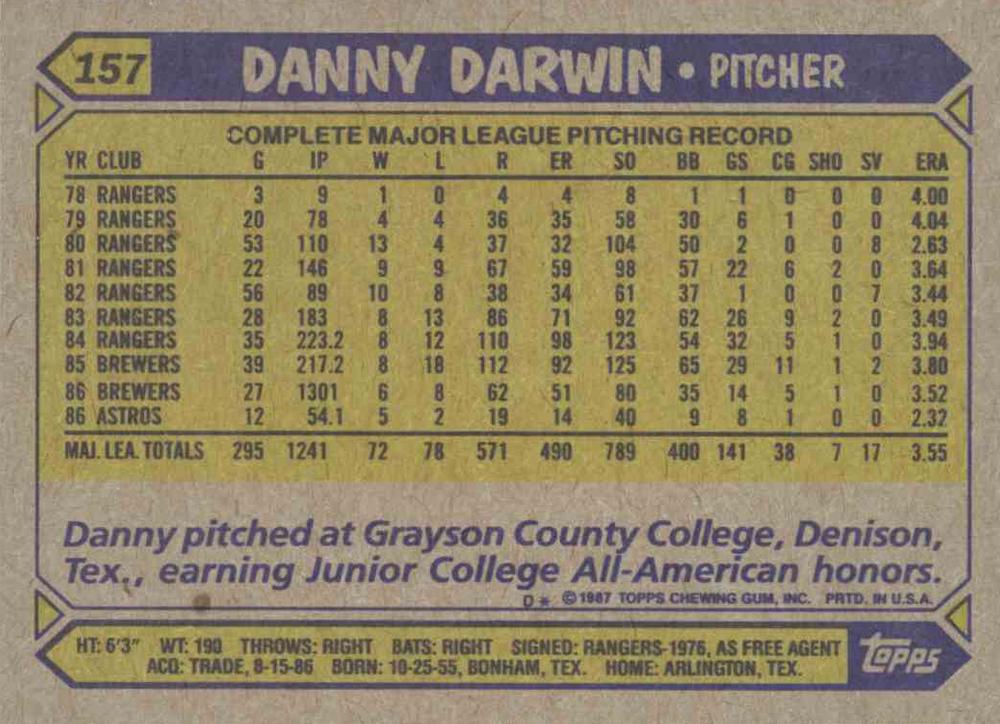 157 DANNY DARWIN • PITCHER
COMPLETE MAJOR LEAGUE PITCHING RECORD
YR CLUB G IP W L R ER SO BB GS CG SHO SV ERA
78 RANGERS 3 9 1 0 4 4 8 1 1 0 0 0 4.00
79 RANGERS 20 78 4 4 36 35 58 30 6 1 0 0 4.04
80 RANGERS 53 110 13 4 37 32 104 50 2 0 0 8 2.63
81 RANGERS 22 146 9 9 67 59 98 57 22 6 2 0 3.64
82 RANGERS 56 89 10 8 38 34 61 37 1 0 0 7 3.44
83 RANGERS 28 183 8 13 86 71 92 62 26 9 2 0 3.49
84 RANGERS 35 223.2 8 12 110 98 123 54 32 5 1 0 3.94
85 BREWERS 39 217.2 8 18 112 92 125 65 29 11 1 2 3.80
86 BREWERS 27 1301 6 8 62 51 80 35 14 5 1 0 3.52
86 ASTROS 12 54.1 5 2 19 14 40 9 8 1 0 0 2.32
MAJ. LEA. TOTALS 295 1241 72 78 571 490 789 400 141 38 7 17 3.55
Danny pitched at Grayson County College, Denison,
Tex., earning Junior College All-American honors.
D* © 1987 TOPPS CHEWING GUM, INC. PRTD. IN U.S.A.
HT: 6'3" WT: 190 THROWS: RIGHT BATS: RIGHT SIGNED: RANGERS-1976, AS FREE AGENT
ACQ: TRADE, 8-15-86 BORN: 10-25-55, BONHAM, TEX. HOME: ARLINGTON, TEX.
Topps